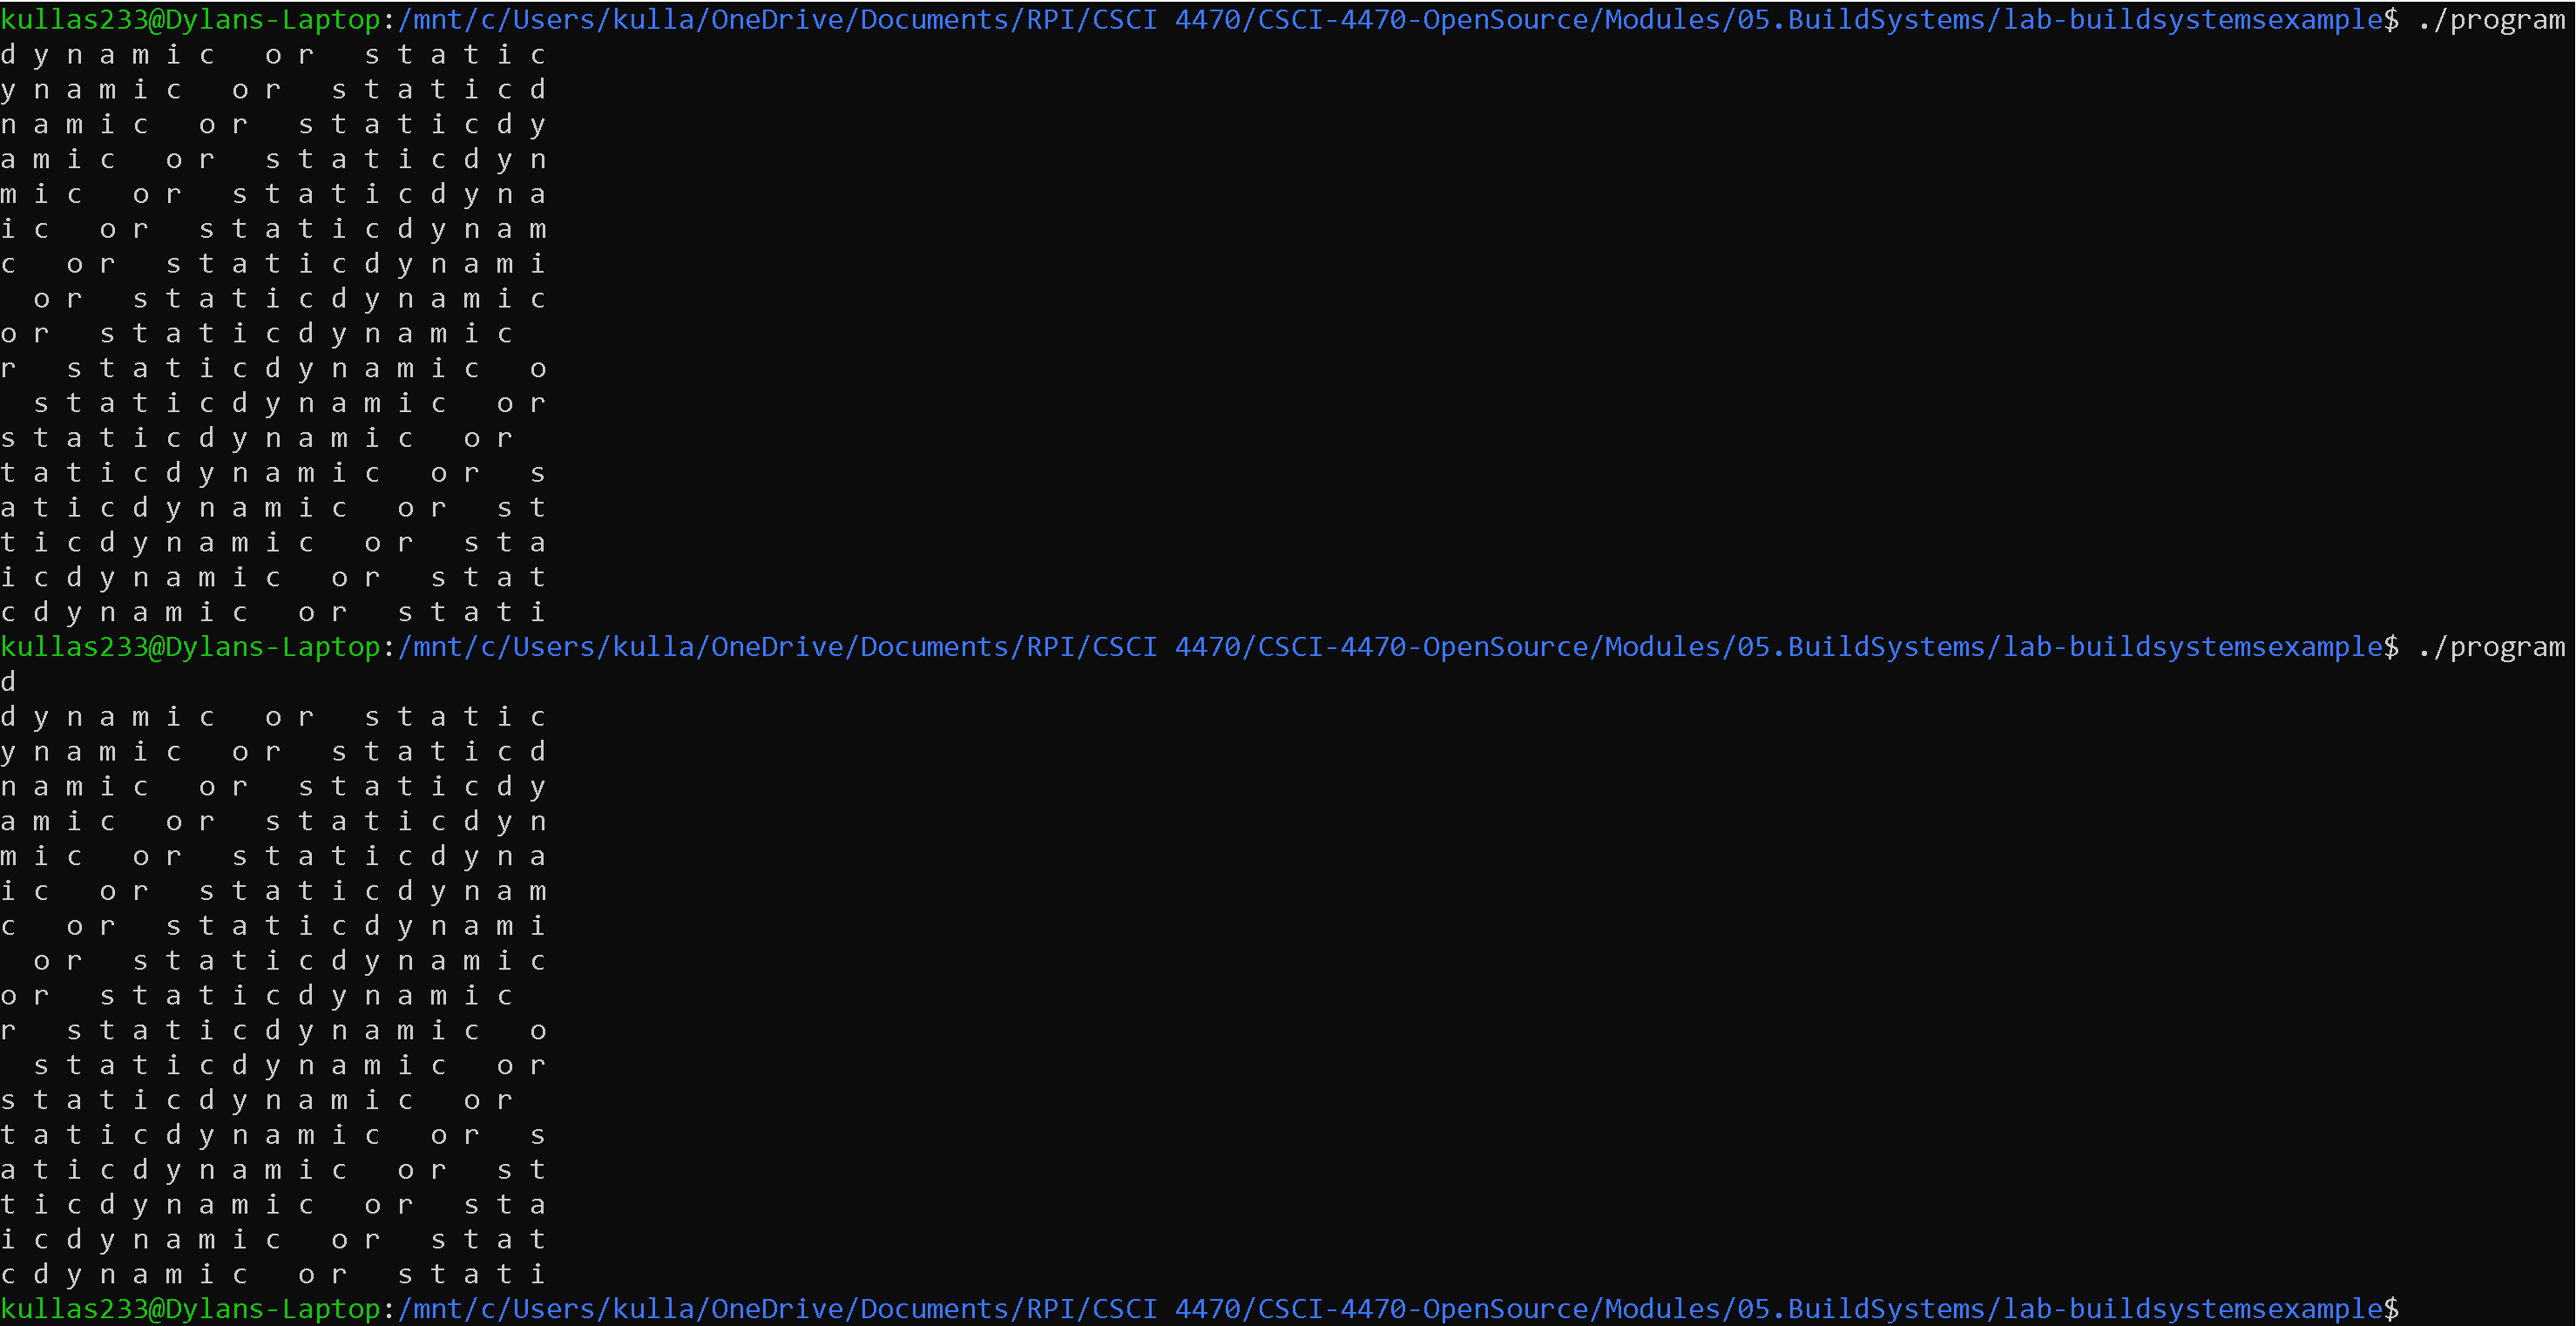 kullas233@Dylans-Laptop:/mnt/c/Users/kulla/OneDrive/Documents/RPI/CSCI 4470/CSCI-4470-OpenSource/Modules/05.BuildSystems/lab-buildsystemsexample$ ./program
d y n a m i c   o r   s t a t i c
y n a m i c   o r   s t a t i c d
n a m i c   o r   s t a t i c d y
a m i c   o r   s t a t i c d y n
m i c   o r   s t a t i c d y n a
i c   o r   s t a t i c d y n a m
c   o r   s t a t i c d y n a m i
  o r   s t a t i c d y n a m i c
o r   s t a t i c d y n a m i c
r   s t a t i c d y n a m i c   o
  s t a t i c d y n a m i c   o r
s t a t i c d y n a m i c   o r
t a t i c d y n a m i c   o r   s
a t i c d y n a m i c   o r   s t
t i c d y n a m i c   o r   s t a
i c d y n a m i c   o r   s t a t
c d y n a m i c   o r   s t a t i
kullas233@Dylans-Laptop:/mnt/c/Users/kulla/OneDrive/Documents/RPI/CSCI 4470/CSCI-4470-OpenSource/Modules/05.BuildSystems/lab-buildsystemsexample$ ./program
d
d y n a m i c   o r   s t a t i c
y n a m i c   o r   s t a t i c d
n a m i c   o r   s t a t i c d y
a m i c   o r   s t a t i c d y n
m i c   o r   s t a t i c d y n a
i c   o r   s t a t i c d y n a m
c   o r   s t a t i c d y n a m i
  o r   s t a t i c d y n a m i c
o r   s t a t i c d y n a m i c
r   s t a t i c d y n a m i c   o
  s t a t i c d y n a m i c   o r
s t a t i c d y n a m i c   o r
t a t i c d y n a m i c   o r   s
a t i c d y n a m i c   o r   s t
t i c d y n a m i c   o r   s t a
i c d y n a m i c   o r   s t a t
c d y n a m i c   o r   s t a t i
kullas233@Dylans-Laptop:/mnt/c/Users/kulla/OneDrive/Documents/RPI/CSCI 4470/CSCI-4470-OpenSource/Modules/05.BuildSystems/lab-buildsystemsexample$